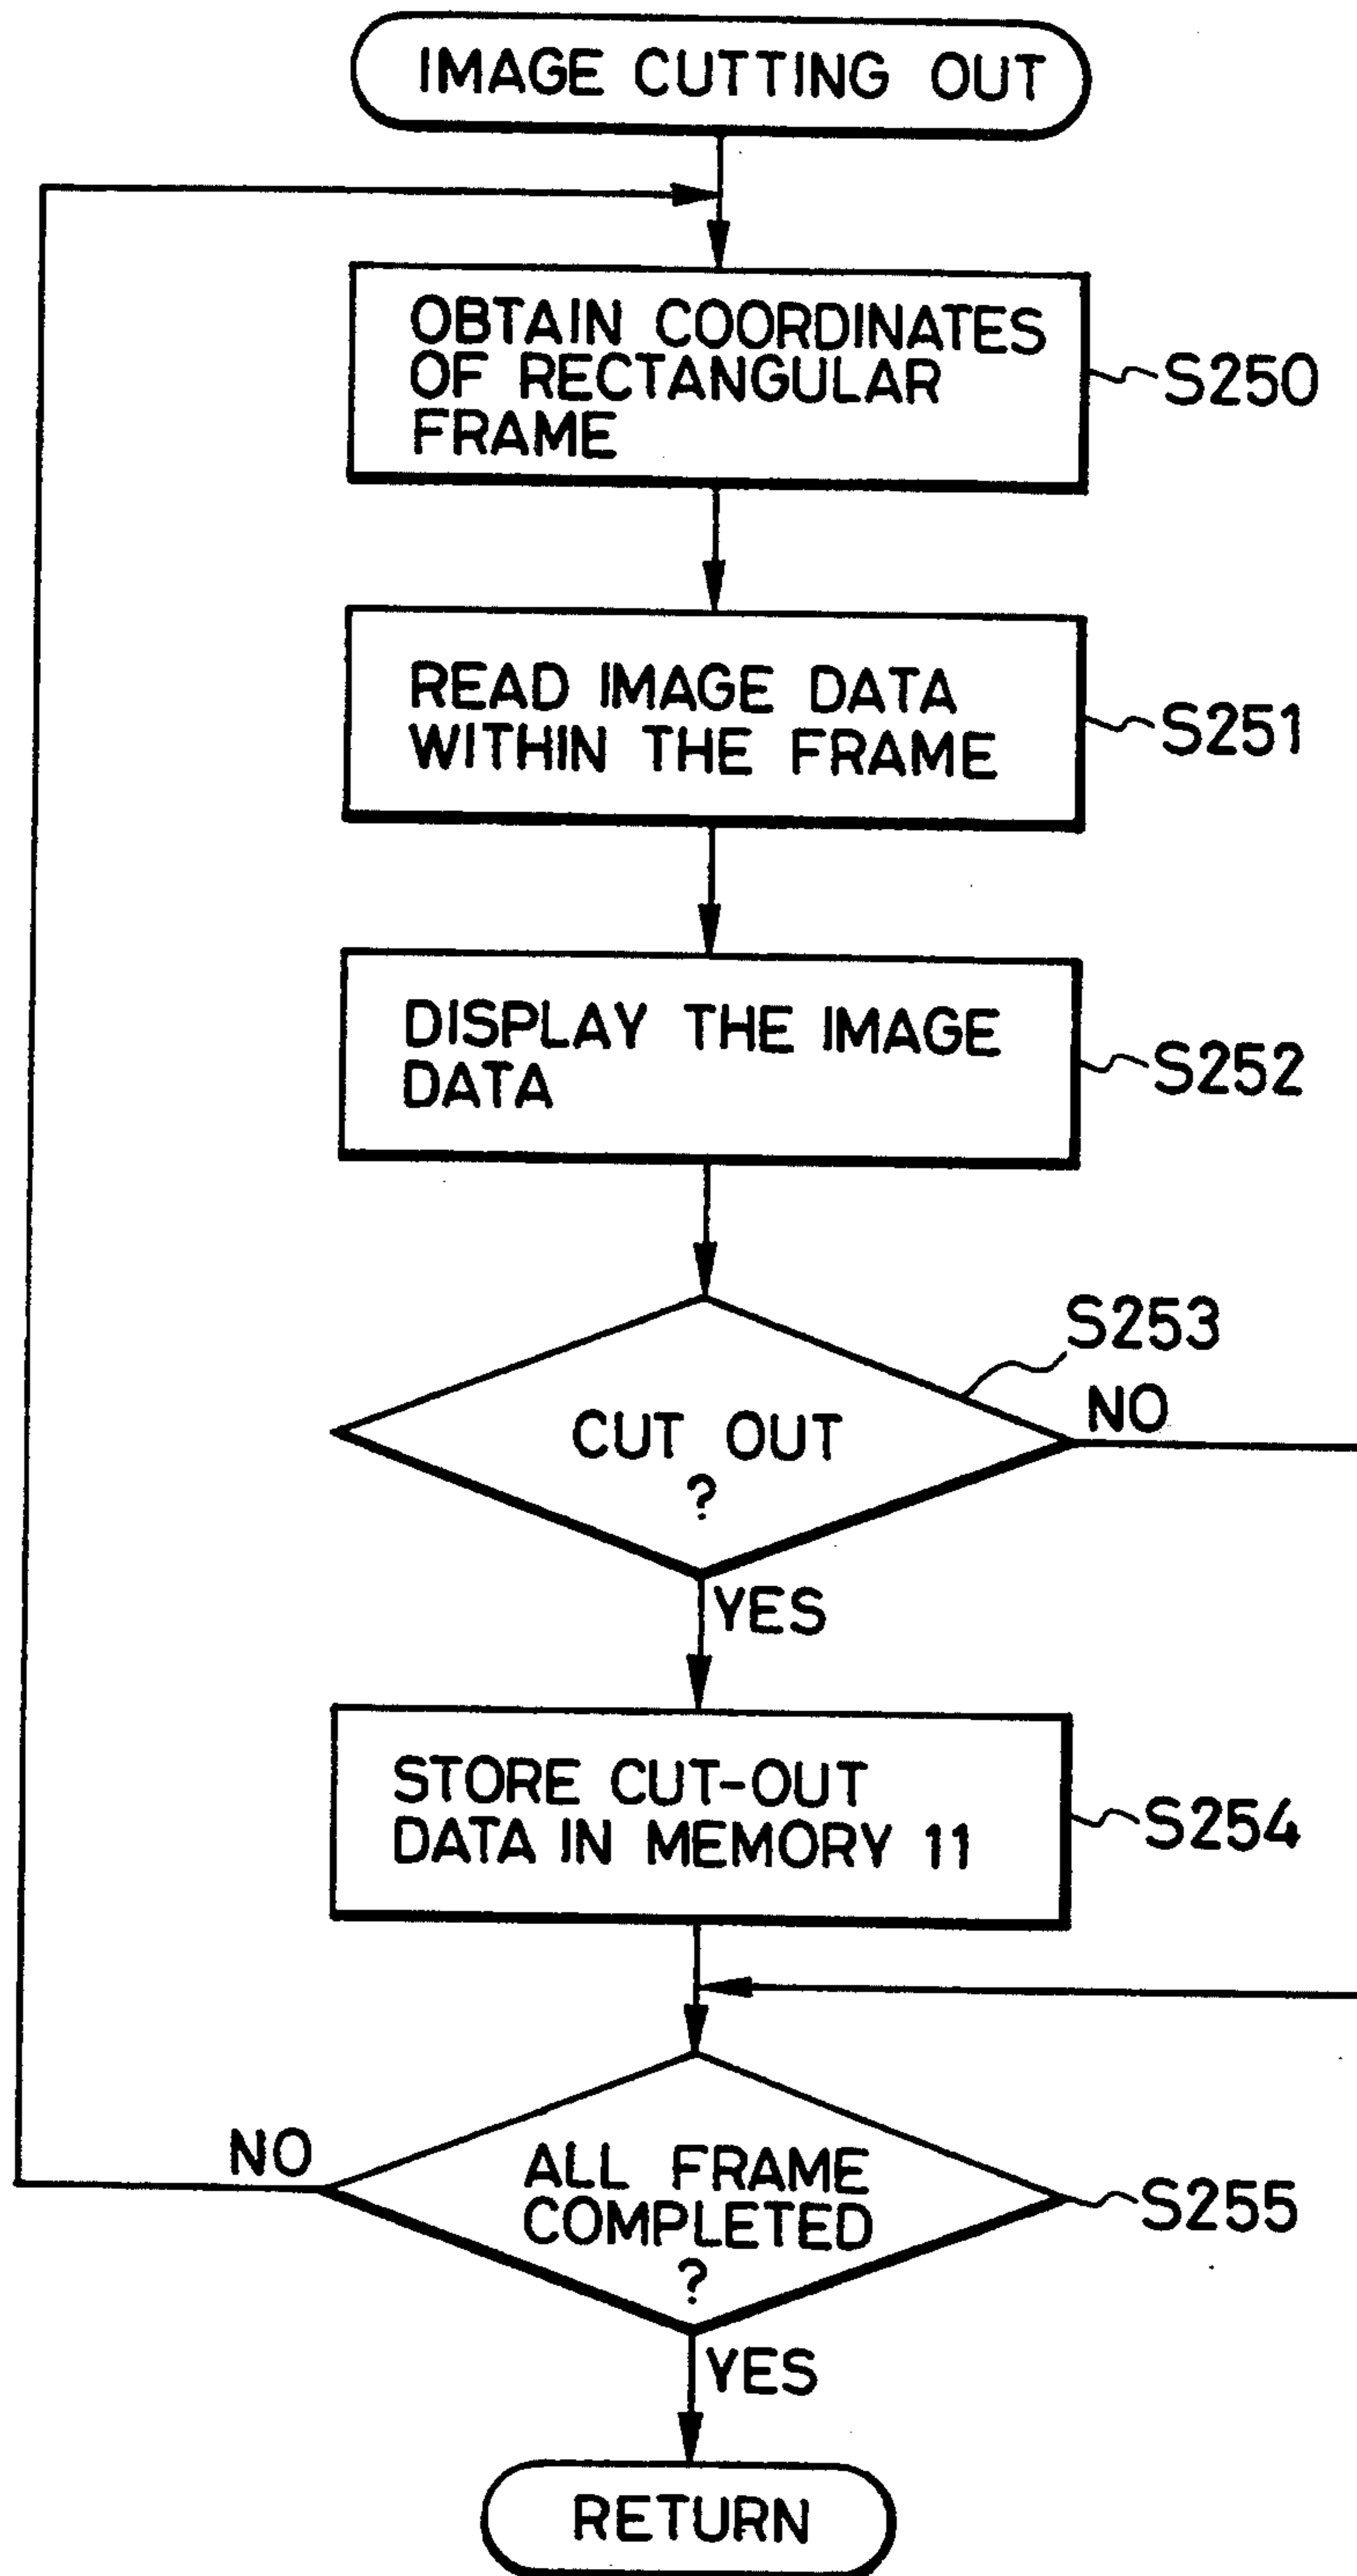 IMAGE CUTTING OUT
OBTAIN COORDINATES
OF RECTANGULAR
FRAME
S250
READ IMAGE DATA
WITHIN THE FRAME
S251
DISPLAY THE IMAGE
DATA
S252
S253
CUT OUT
?
NO
YES
STORE CUT-OUT
DATA IN MEMORY 11
S254
NO
ALL FRAME
COMPLETED
?
S255
YES
RETURN